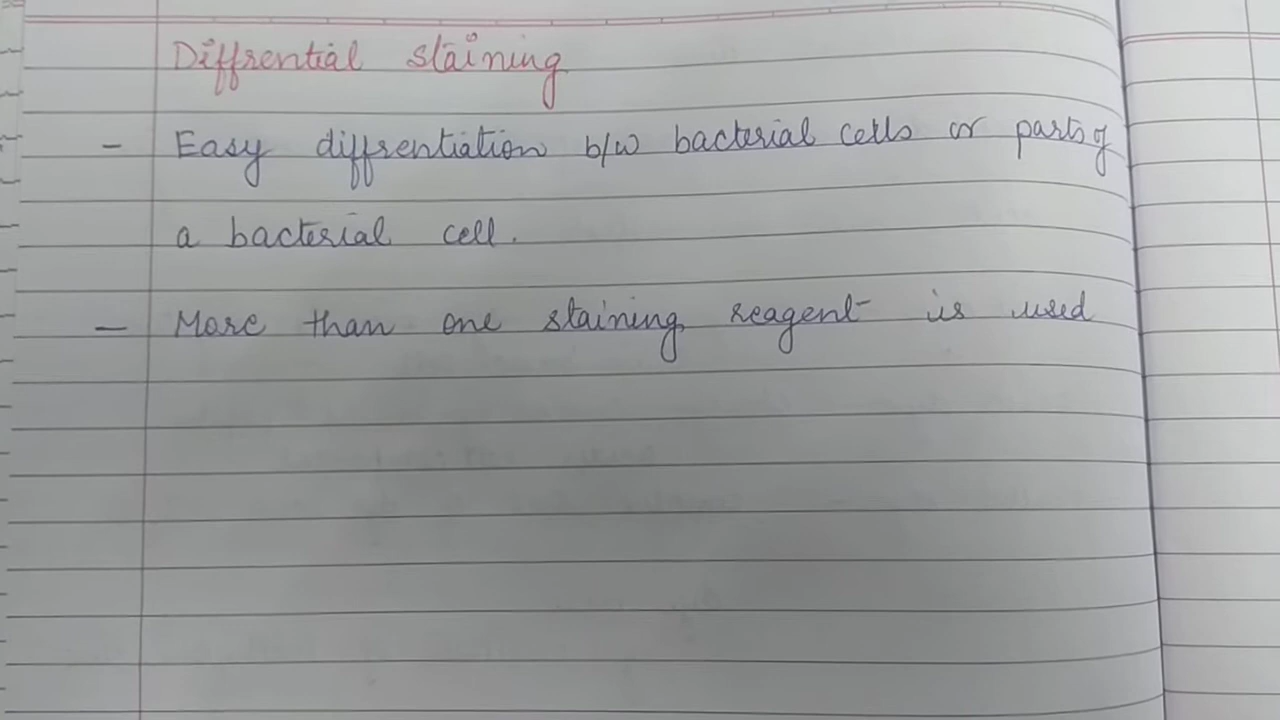 Diffrential staining
- Easy diffrentiation b/w bacterial cells or parts of
a bacterial cell.
- More than one staining reagent is used